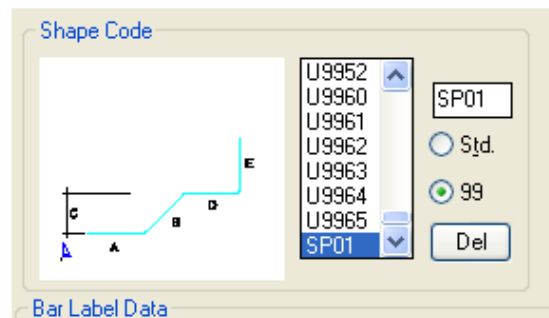 Shape Code
E
C
D
B
A
U9952
U9960
U9961
U9962
U9963
U9964
U9965
SP01
SP01
Std.
99
Del
Bar Label Data